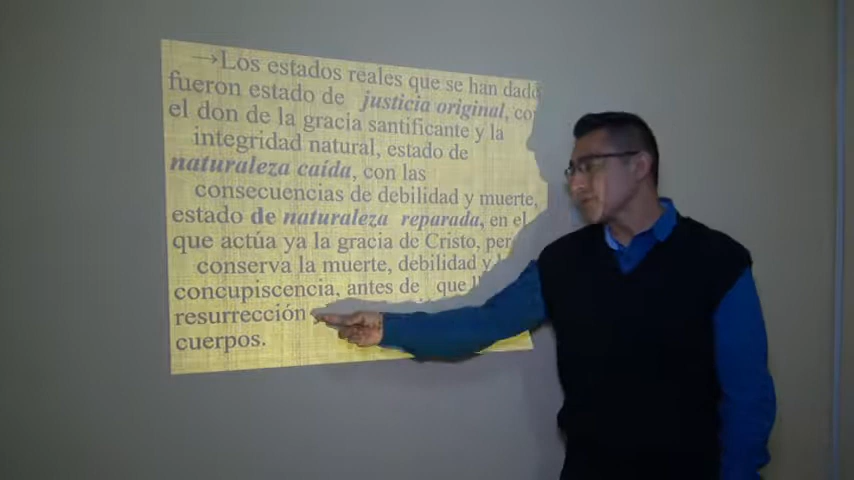 →Los estados reales que se han dado
fueron estado de justicia original, co
el don de la gracia santificante y la
integridad natural, estado de
naturaleza caída, con las
consecuencias de debilidad y muerte,
estado de naturaleza reparada, en el
que actúa ya la gracia de Cristo, per
conserva la muerte, debilidad y
concupiscencia, antes de que l
resurrección
cuerpo.